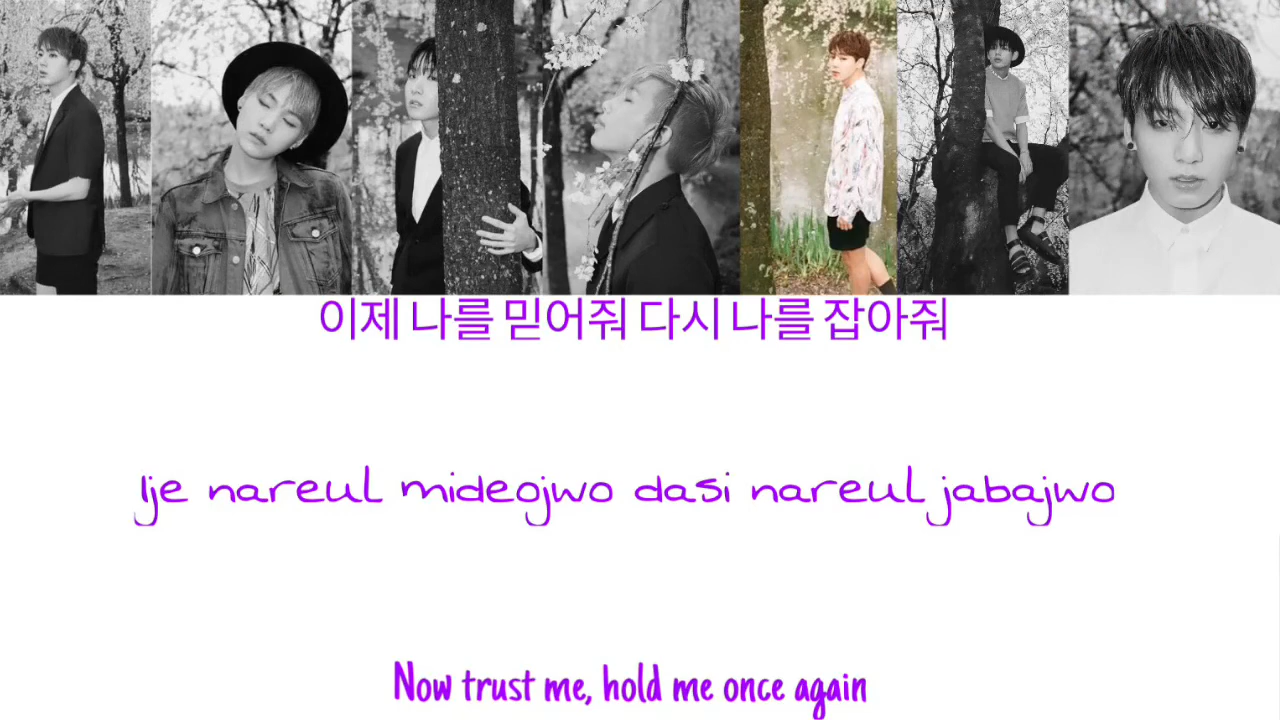 이제 나를 믿어줘 다시 나를 잡아줘
Ije nareul mideojwo dasi nareul jabajwo
Now trust me, hold me once again